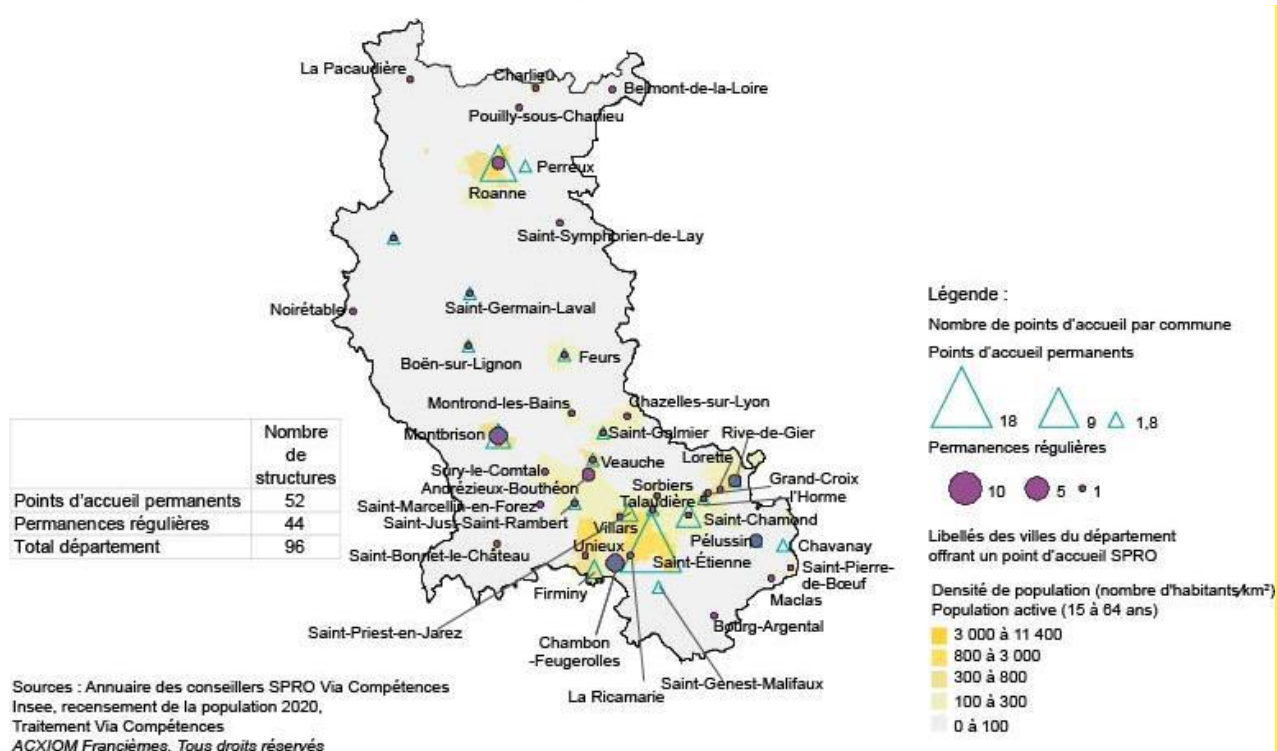 La Pacaudière
Charlieu
Belmont-de-la-Loire
Pouilly-sous-Charlieu
Perreux
Roanne
Saint-Symphorien-de-Lay
Noirétable
Saint-Germain-Laval
Boën-sur-Lignon
Feurs
Montrond-les-Bains
Chazelles-sur-Lyon
Montbrison
Saint-Galmier
Rive-de-Gier
Veauche
Lorette
Sury-le-Comtal
Sorbiers
Grand-Croix
Andrézieux-Bouthéon
Talaudière
l'Horme
Saint-Marcellin-en-Forez
Saint-Just-Saint-Rambert
Villars
Saint-Chamond
Pélussin
Chavanay
Saint-Bonnet-le-Château
Unieux
Saint-Étienne
Saint-Pierre-
de-Bœuf
Firminy
Maclas
Bourg-Argental
Saint-Priest-en-Jarez
Chambon
-Feugerolles
La Ricamarie
Saint-Genest-Malifaux
Nombre
de
structures
Points d'accueil permanents 52
Permanences régulières 44
Total département 96
Légende :
Nombre de points d'accueil par commune
Points d'accueil permanents
18 9 1,8
Permanences régulières
10 5 1
Libellés des villes du département
offrant un point d'accueil SPRO
Densité de population (nombre d'habitants/km²)
Population active (15 à 64 ans)
3 000 à 11 400
800 à 3 000
300 à 800
100 à 300
0 à 100
Sources : Annuaire des conseillers SPRO Via Compétences
Insee, recensement de la population 2020,
Traitement Via Compétences
ACXIOM Francièmes. Tous droits réservés